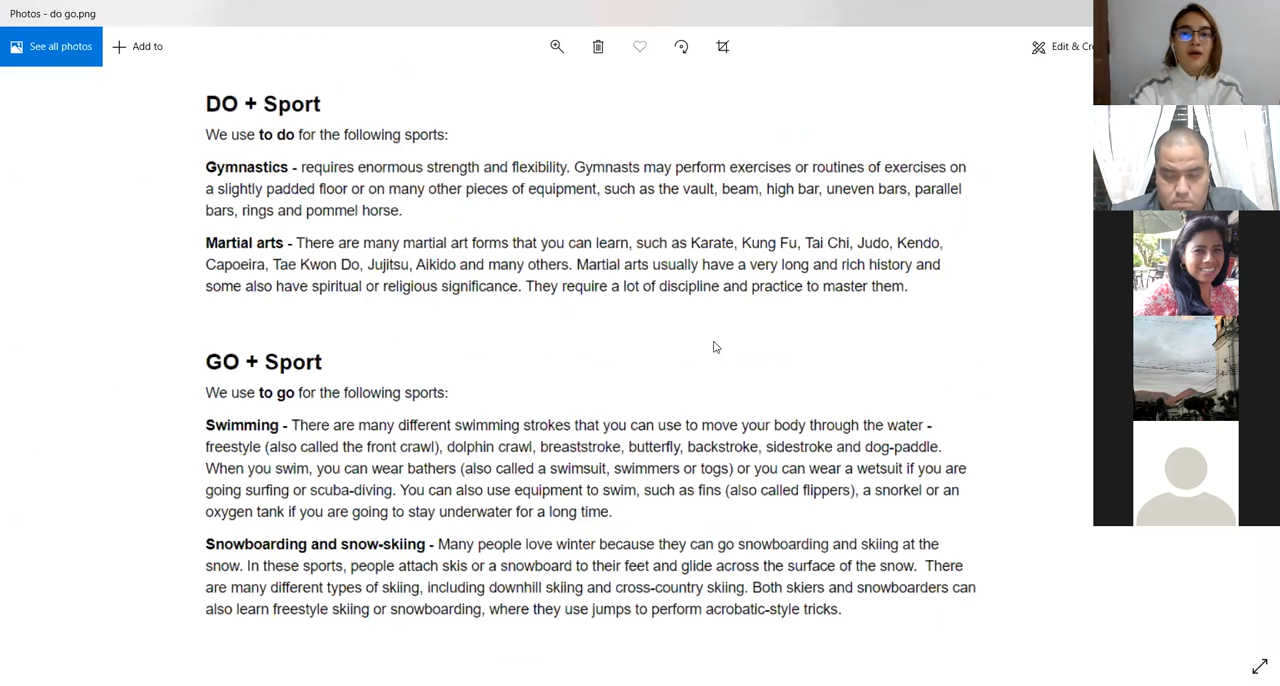 Photos - do go.png
See all photos
Add to
Edit & Cr
DO + Sport
We use to do for the following sports:
Gymnastics - requires enormous strength and flexibility. Gymnasts may perform exercises or routines of exercises on
a slightly padded floor or on many other pieces of equipment, such as the vault, beam, high bar, uneven bars, parallel
bars, rings and pommel horse.
Martial arts - There are many martial art forms that you can learn, such as Karate, Kung Fu, Tai Chi, Judo, Kendo,
Capoeira, Tae Kwon Do, Jujitsu, Aikido and many others. Martial arts usually have a very long and rich history and
some also have spiritual or religious significance. They require a lot of discipline and practice to master them.
GO + Sport
We use to go for the following sports:
Swimming - There are many different swimming strokes that you can use to move your body through the water -
freestyle (also called the front crawl), dolphin crawl, breaststroke, butterfly, backstroke, sidestroke and dog-paddle.
When you swim, you can wear bathers (also called a swimsuit, swimmers or togs) or you can wear a wetsuit if you are
going surfing or scuba-diving. You can also use equipment to swim, such as fins (also called flippers), a snorkel or an
oxygen tank if you are going to stay underwater for a long time.
Snowboarding and snow-skiing - Many people love winter because they can go snowboarding and skiing at the
snow. In these sports, people attach skis or a snowboard to their feet and glide across the surface of the snow. There
are many different types of skiing, including downhill skiing and cross-country skiing. Both skiers and snowboarders can
also learn freestyle skiing or snowboarding, where they use jumps to perform acrobatic-style tricks.